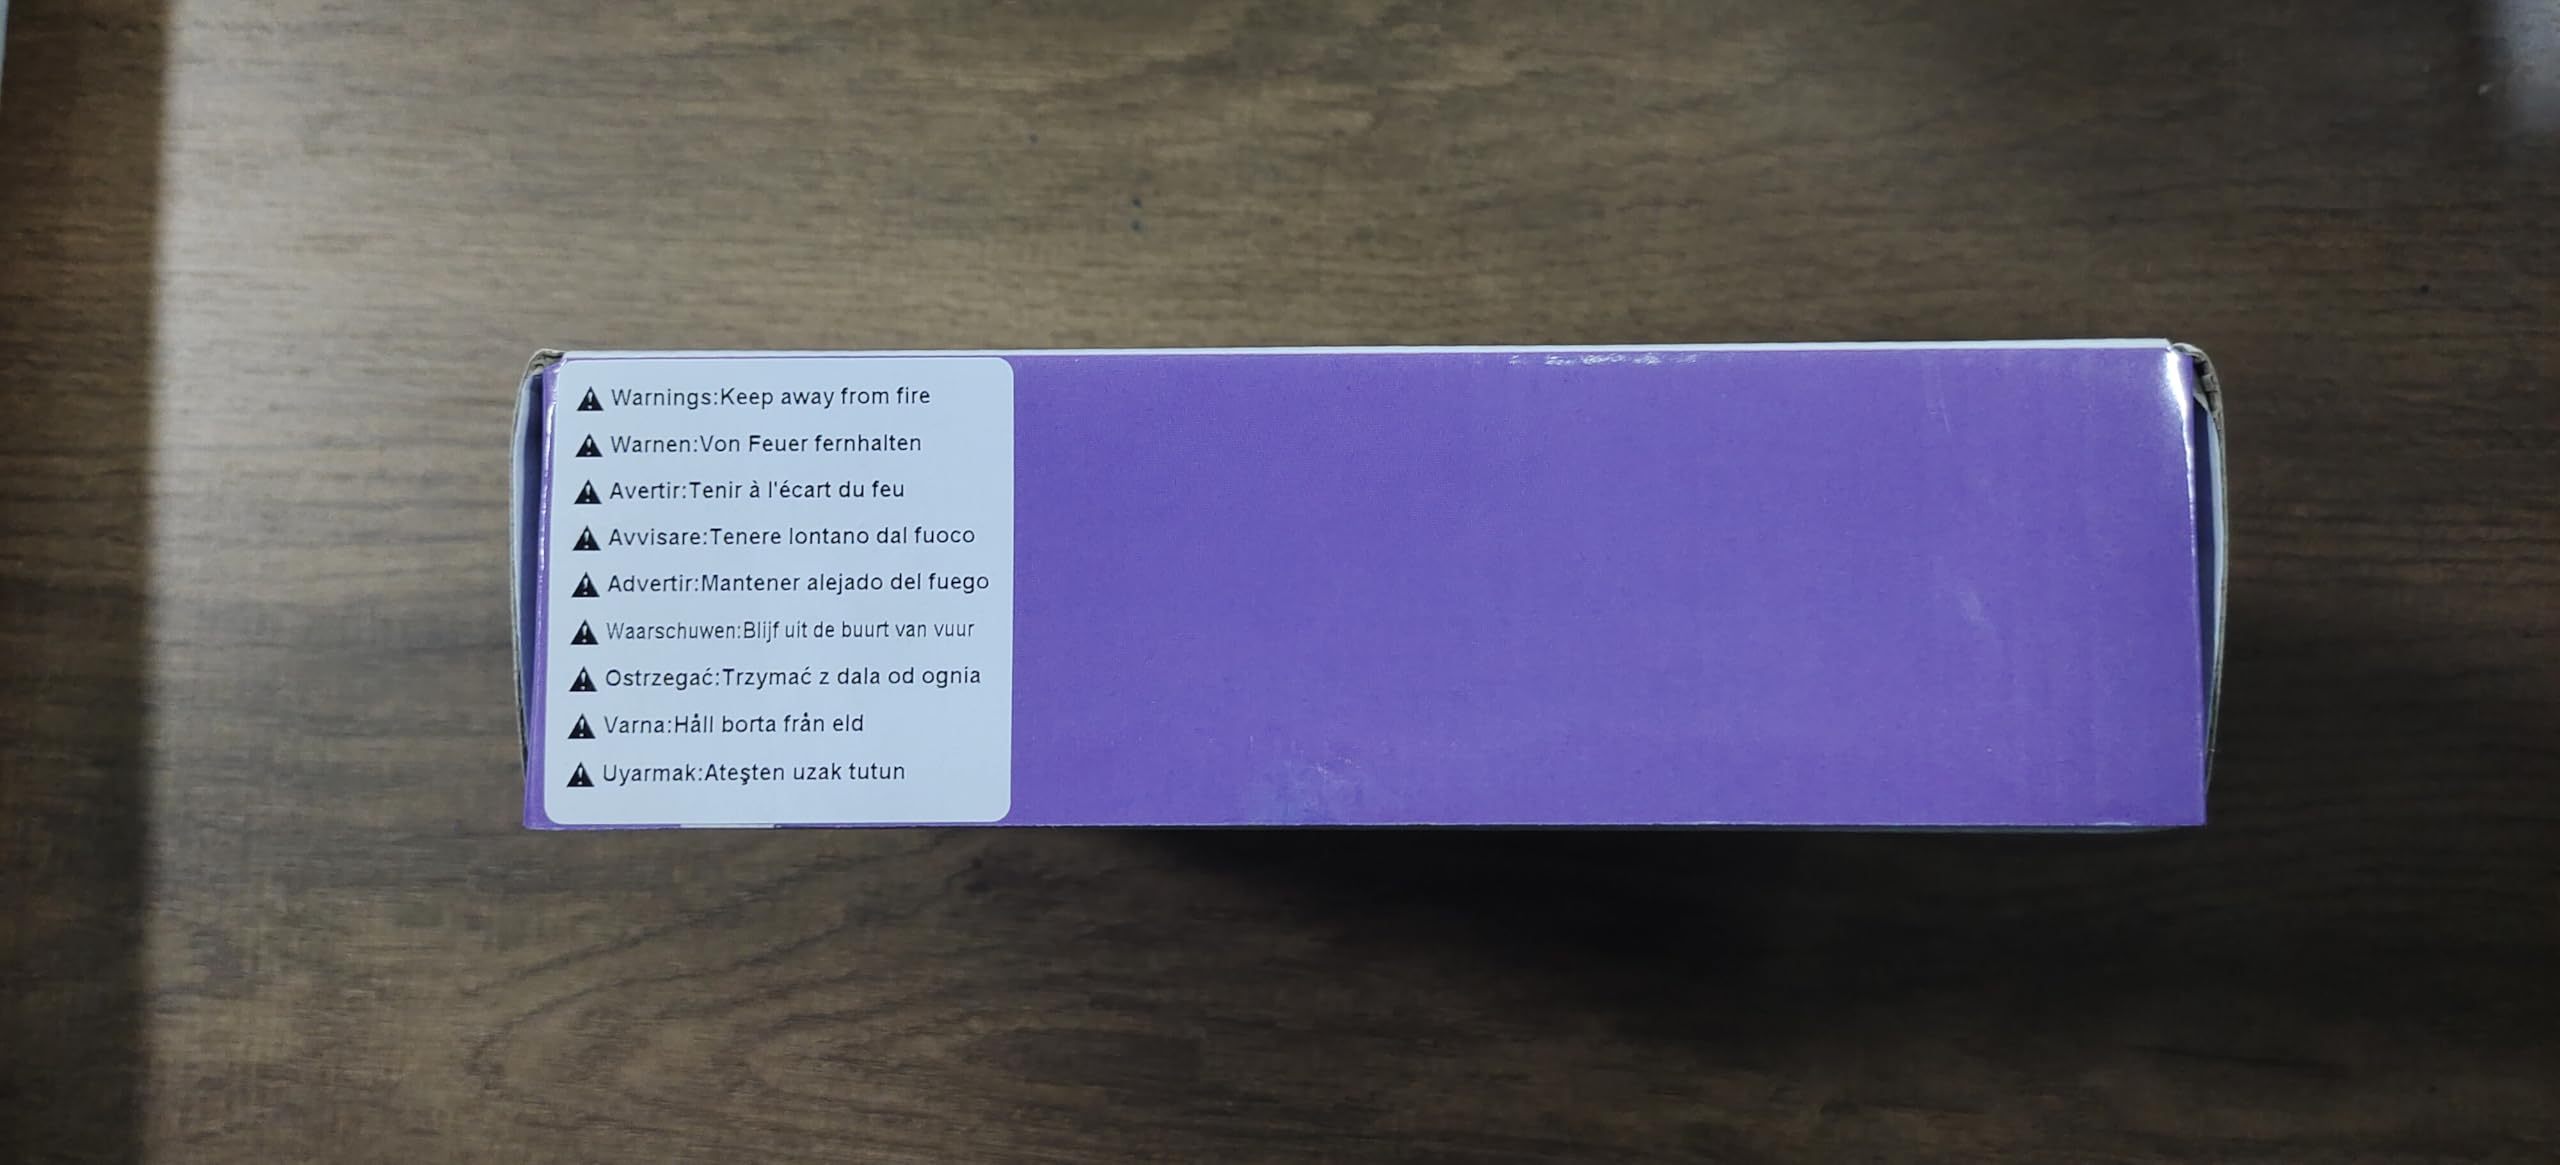 Warnings:Keep away from fire
Warnen:Von Feuer fernhalten
Avertir:Tenir à l'écart du feu
Avvisare:Tenere lontano dal fuoco
Advertir:Mantener alejado del fuego
Waarschuwen:Blijf uit de buurt van vuur
Ostrzegać:Trzymać z dala od ognia
Varna:Håll borta från eld
Uyarmak:Ateşten uzak tutun